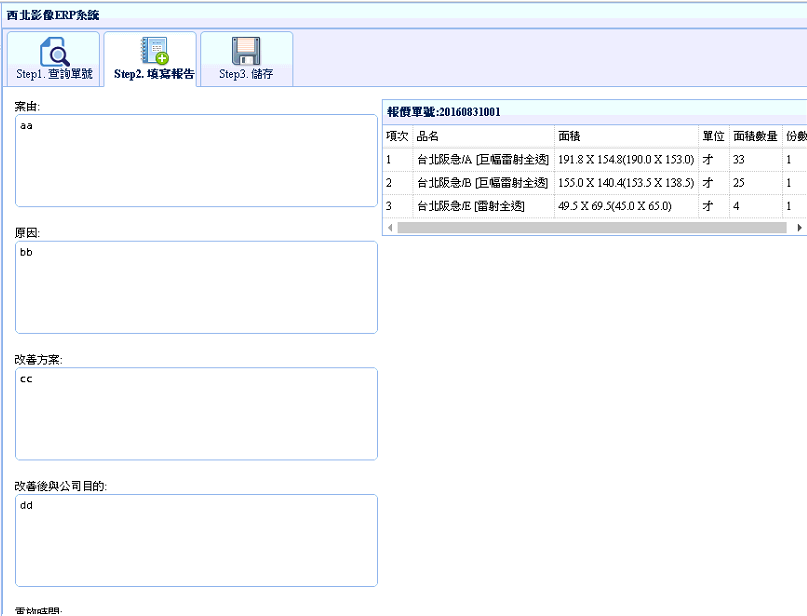 西北影像ERP系統
Step1. 查詢單號
Step2. 填寫報告
Step3. 儲存
案由:
aa
原因:
bb
改善方案:
cc
改善後與公司目的:
dd
重放時間:
報價單號:20160831001
項次 品名 面積 單位 面積數量 份數
1 台北阪急/A [巨幅雷射全透] 191.8 X 154.8(190.0 X 153.0) 才 33 1
2 台北阪急/B [巨幅雷射全透] 155.0 X 140.4(153.5 X 138.5) 才 25 1
3 台北阪急/E [雷射全透] 49.5 X 69.5(45.0 X 65.0) 才 4 1